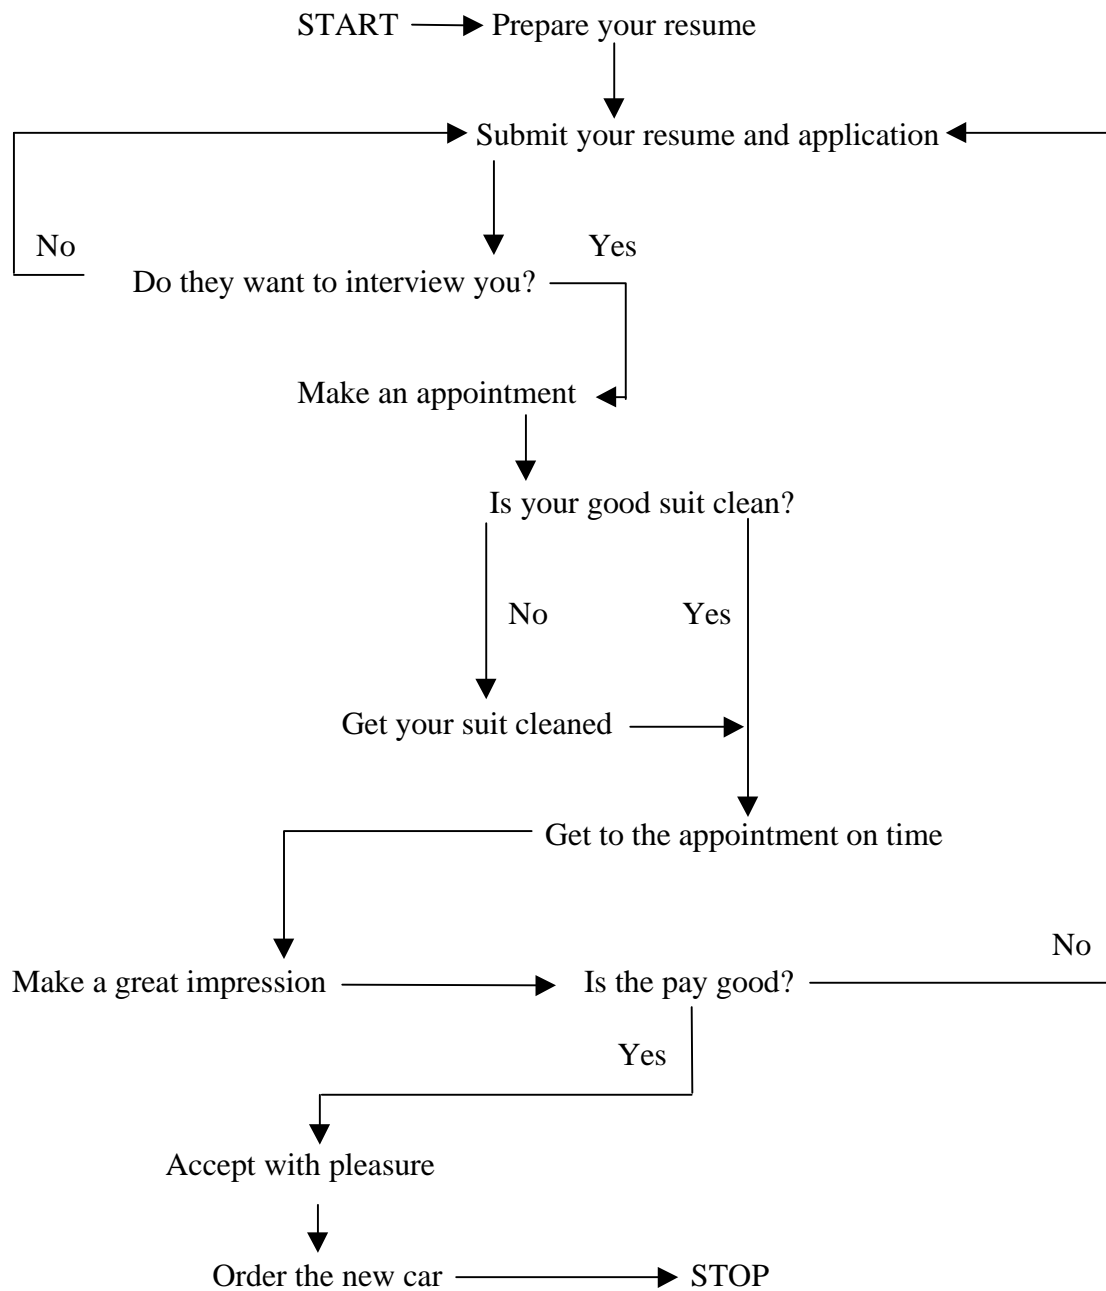 START Prepare your resume
Submit your resume and application
No Yes
Do they want to interview you?
Make an appointment
Is your good suit clean?
No Yes
Get your suit cleaned
Get to the appointment on time
No
Make a great impression Is the pay good?
Yes
Accept with pleasure
Order the new car STOP